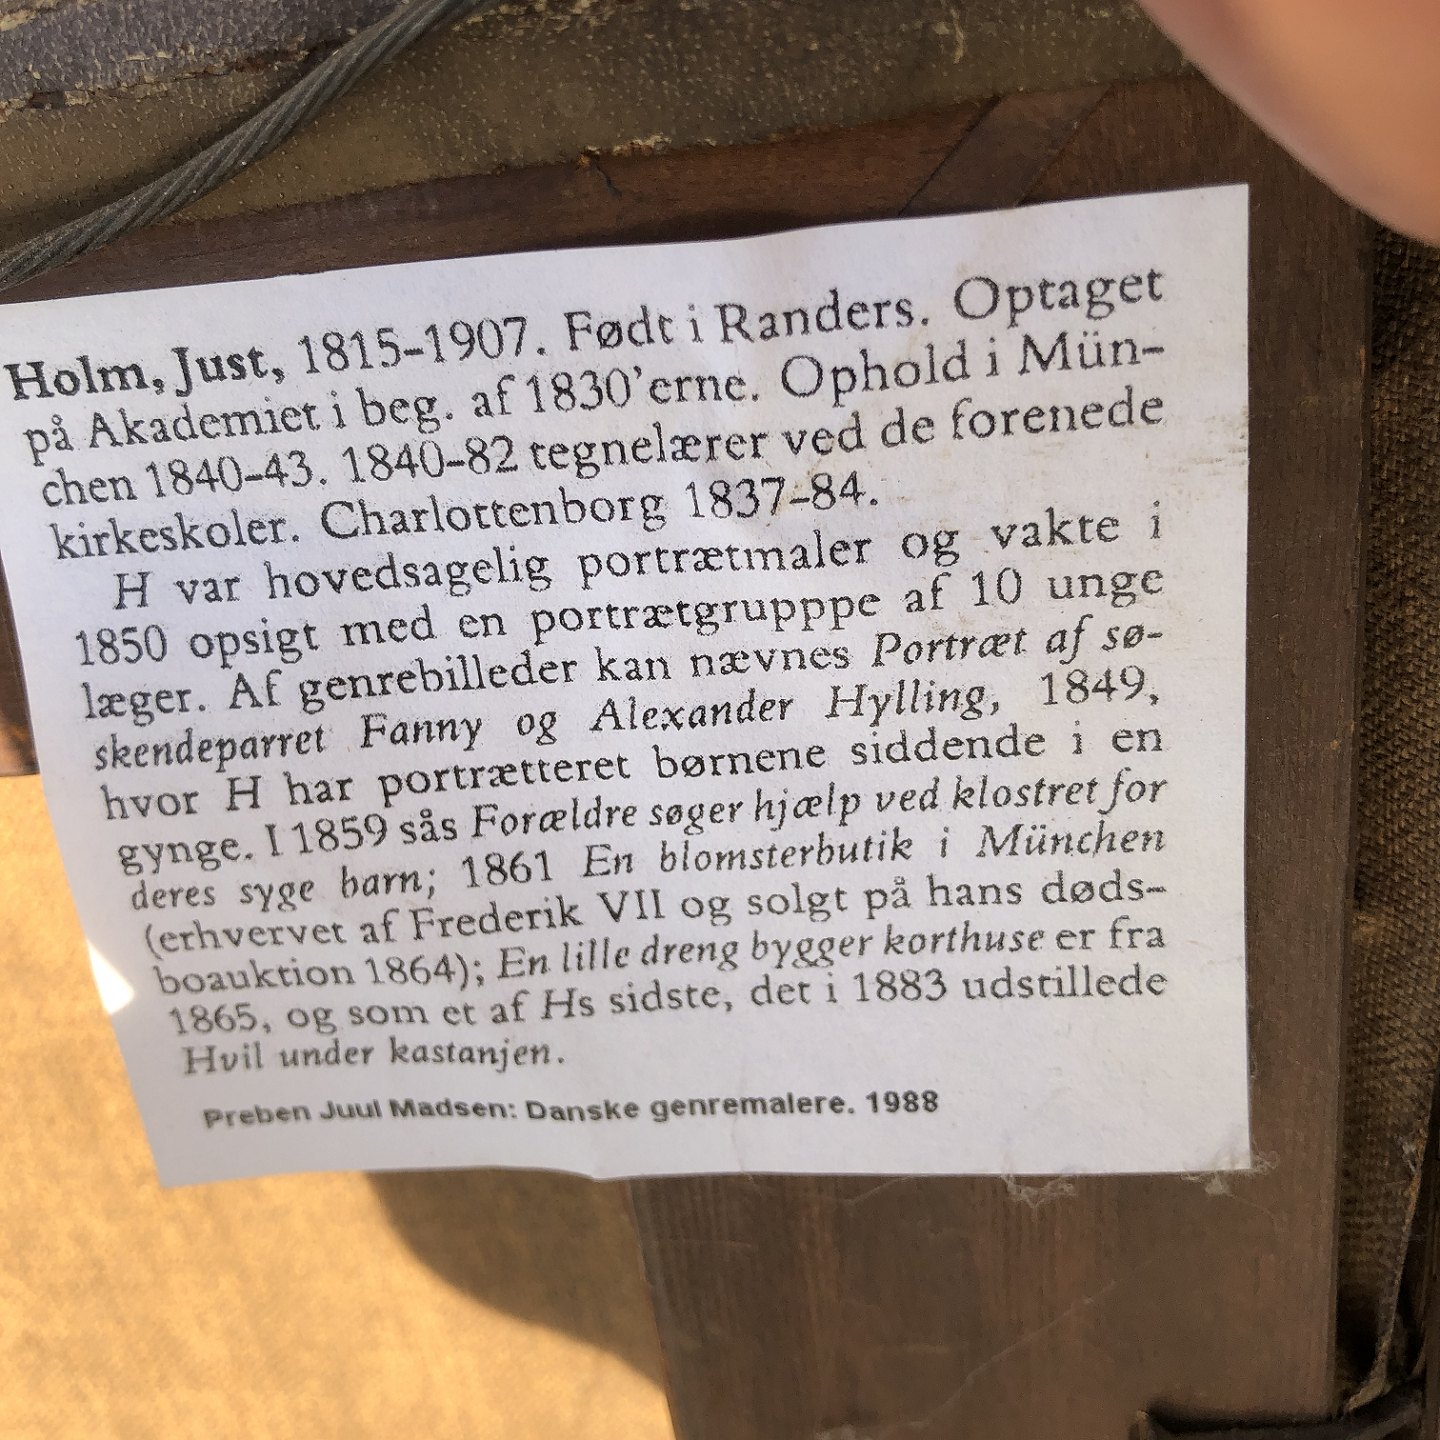 Holm, Just, 1815-1907. Født i Randers. Optaget
på Akademiet i beg. af 1830'erne. Ophold i Mün-
chen 1840-43. 1840-82 tegnelærer ved de forenede
kirkeskoler. Charlottenborg 1837-84.
H var hovedsagelig portrætmaler og vakte i
1850 opsigt med en portrætgrupppe af 10 unge
læger. Af genrebilleder kan nævnes Portræt af sø-
skendeparret Fanny og Alexander Hylling, 1849,
hvor H har portrætteret børnene siddende i en
gynge. I 1859 sås Forældre søger hjælp ved klostret for
deres syge barn; 1861 En blomsterbutik i München
(erhvervet af Frederik VII og solgt på hans døds-
boauktion 1864); En lille dreng bygger korthuse er fra
1865, og som et af Hs sidste, det i 1883 udstillede
Hvil under kastanjen.
Preben Juul Madsen: Danske genremalere. 1988